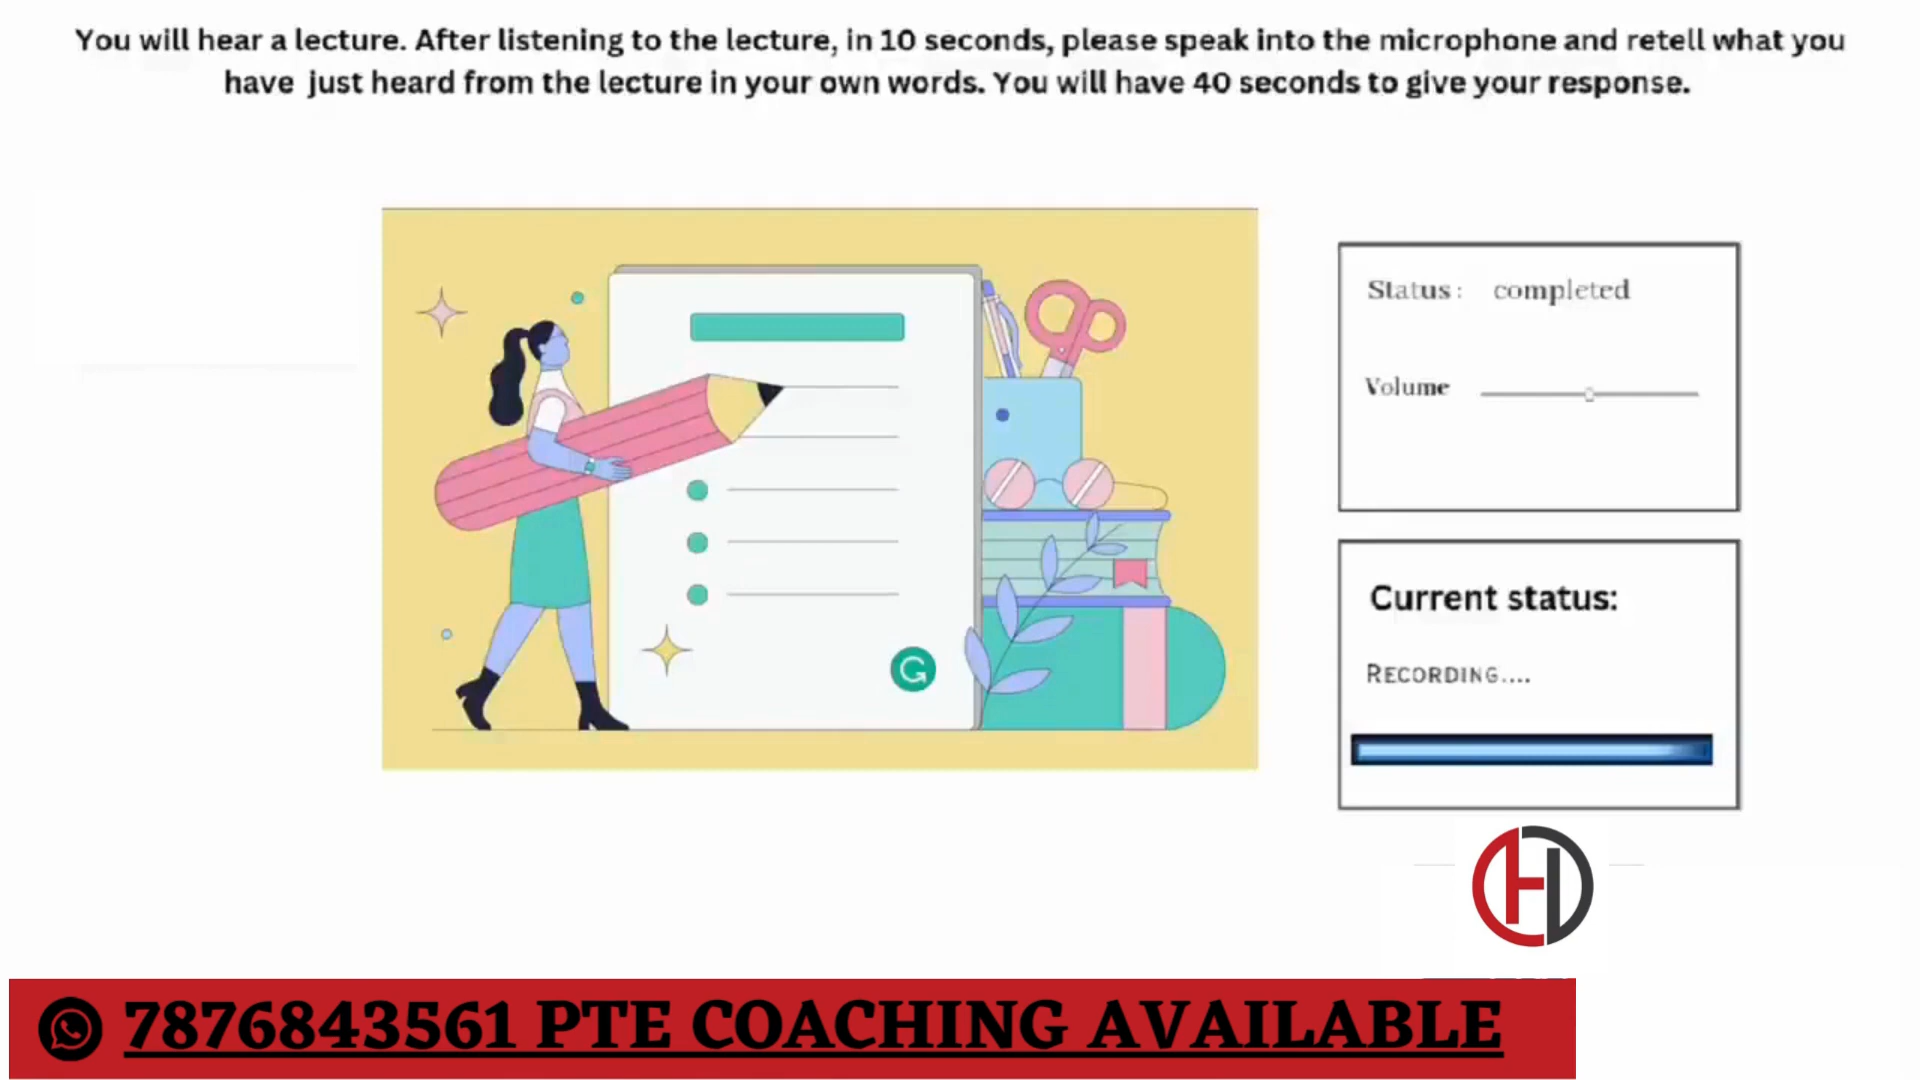 You will hear a lecture. After listening to the lecture, in 10 seconds, please speak into the microphone and retell what you
have just heard from the lecture in your own words. You will have 40 seconds to give your response.
Status: completed
Volume
Current status:
RECORDING....
7876843561 PTE COACHING AVAILABLE